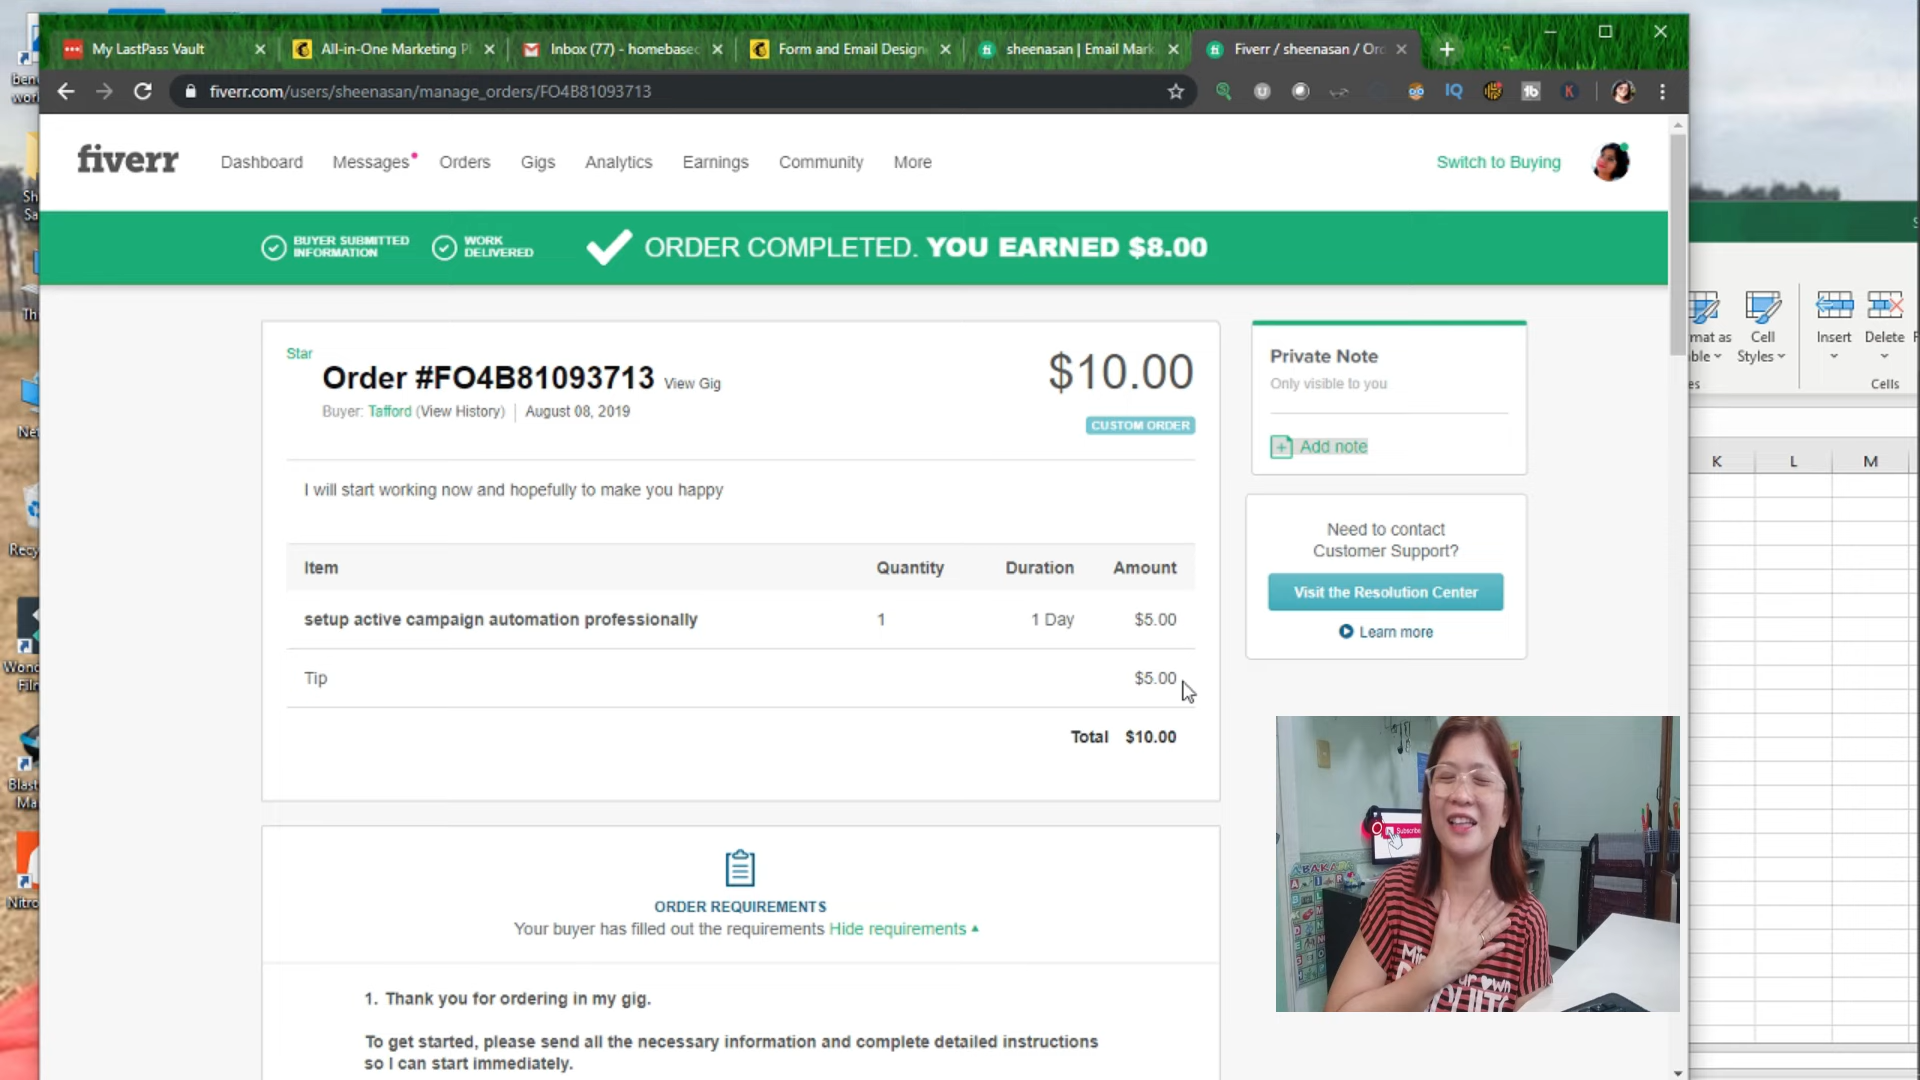 My LastPass Vault
All-in-One Marketing Pl
Inbox (77) - homebased
Form and Email Design
sheenasan | Email Mark
Fiverr / sheenasan / Ord
fiverr.com/users/sheenasan/manage_orders/FO4B81093713
fiverr
Dashboard
Messages
Orders
Gigs
Analytics
Earnings
Community
More
Switch to Buying
BUYER SUBMITTED
INFORMATION
WORK
DELIVERED
ORDER COMPLETED. YOU EARNED $8.00
Star
Order #FO4B81093713 View Gig
Buyer: Tafford (View History) | August 08, 2019
$10.00
CUSTOM ORDER
I will start working now and hopefully to make you happy
Item Quantity Duration Amount
setup active campaign automation professionally 1 1 Day $5.00
Tip $5.00
Total $10.00
Private Note
Only visible to you
Add note
Need to contact
Customer Support?
Visit the Resolution Center
Learn more
ORDER REQUIREMENTS
Your buyer has filled out the requirements Hide requirements
1. Thank you for ordering in my gig.
To get started, please send all the necessary information and complete detailed instructions
so I can start immediately.
mat as
ble
Cell
Styles
Insert
Delete
es
Cells
K L M
Subscribe
ABAKADA